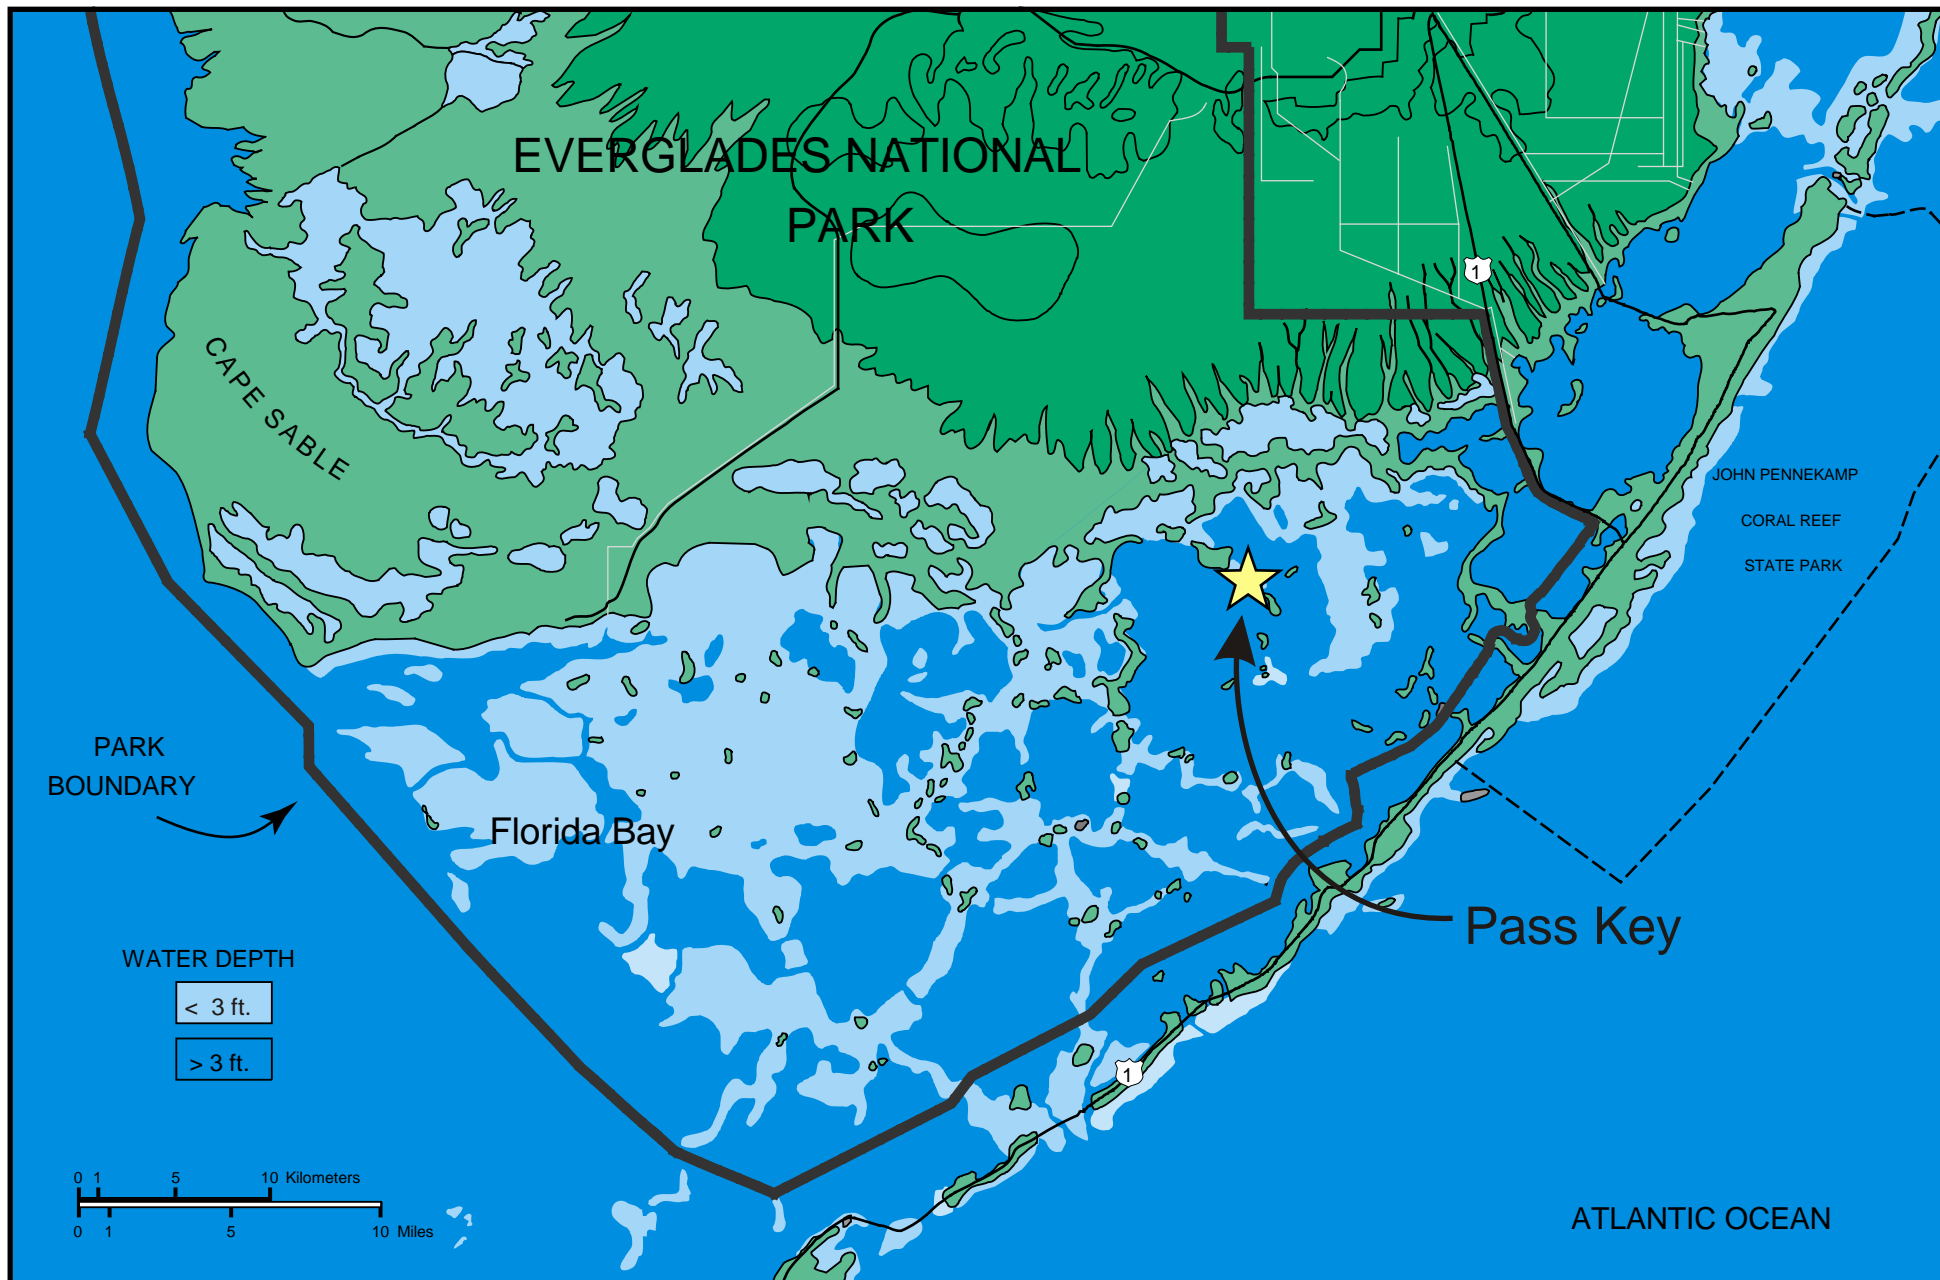 EVERGLADES NATIONAL
PARK
1
CAPE SABLE
JOHN PENNEKAMP
CORAL REEF
STATE PARK
PARK
BOUNDARY
Florida Bay
Pass Key
WATER DEPTH
< 3 ft.
> 3 ft.
1
0 1 5 10 Kilometers
0 1 5 10 Miles
ATLANTIC OCEAN